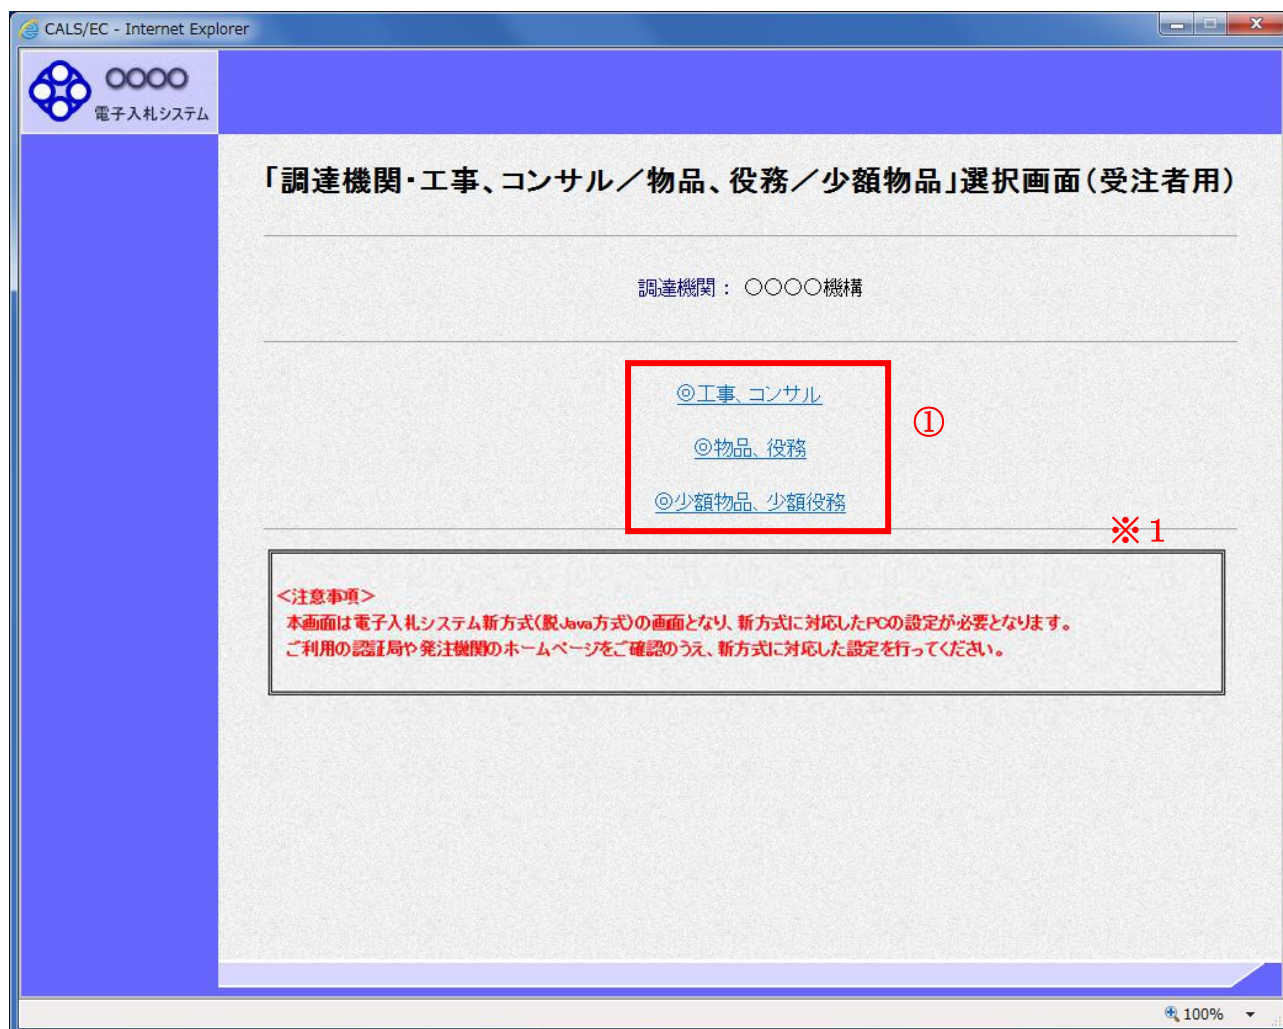 CALS/EC - Internet Explorer
○○○○
電子入札システム
「調達機関・工事、コンサル／物品、役務／少額物品」選択画面（受注者用）
調達機関： ○○○○機構
◎工事、コンサル
①
◎物品、役務
◎少額物品、少額役務
※1
<注意事項>
本画面は電子入札システム新方式(脱Java方式)の画面となり、新方式に対応したPCの設定が必要となります。
ご利用の認証局や発注機関のホームページをご確認のうえ、新方式に対応した設定を行ってください。
100%